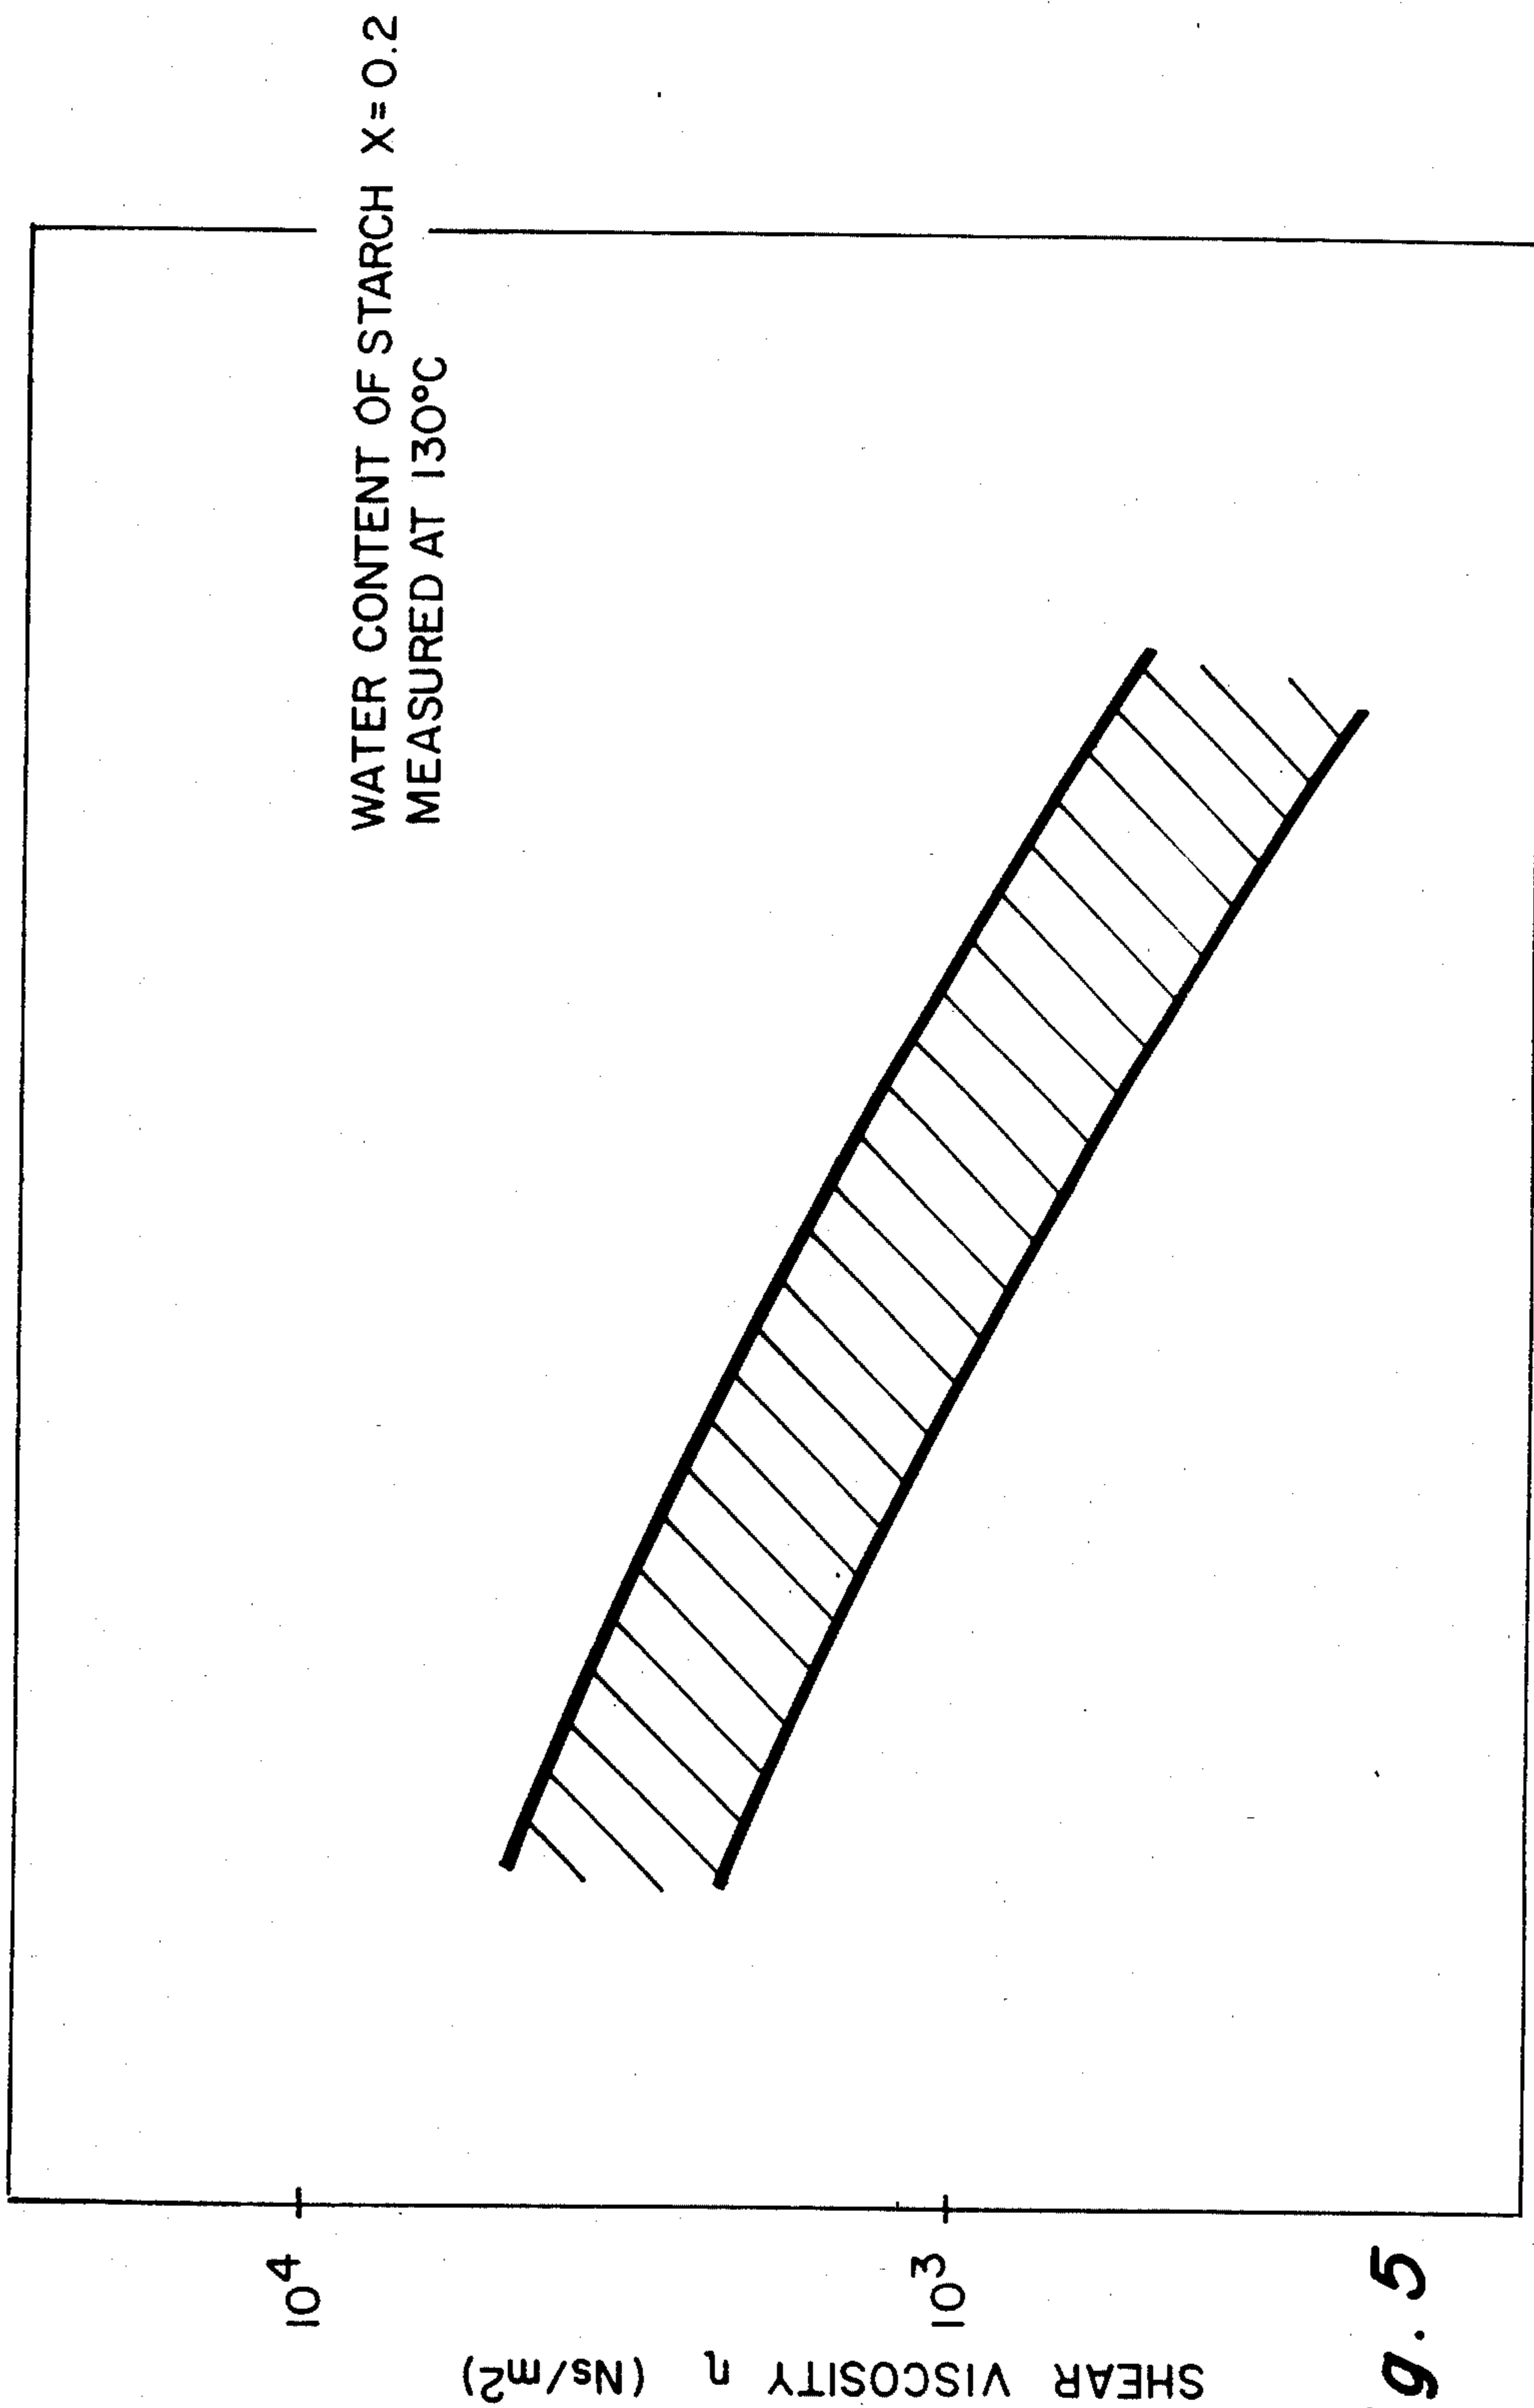 WATER CONTENT OF STARCH X=0.2
MEASURED AT 130°C
10⁴
10³
SHEAR VISCOSITY η (Ns/m²)
g. 5